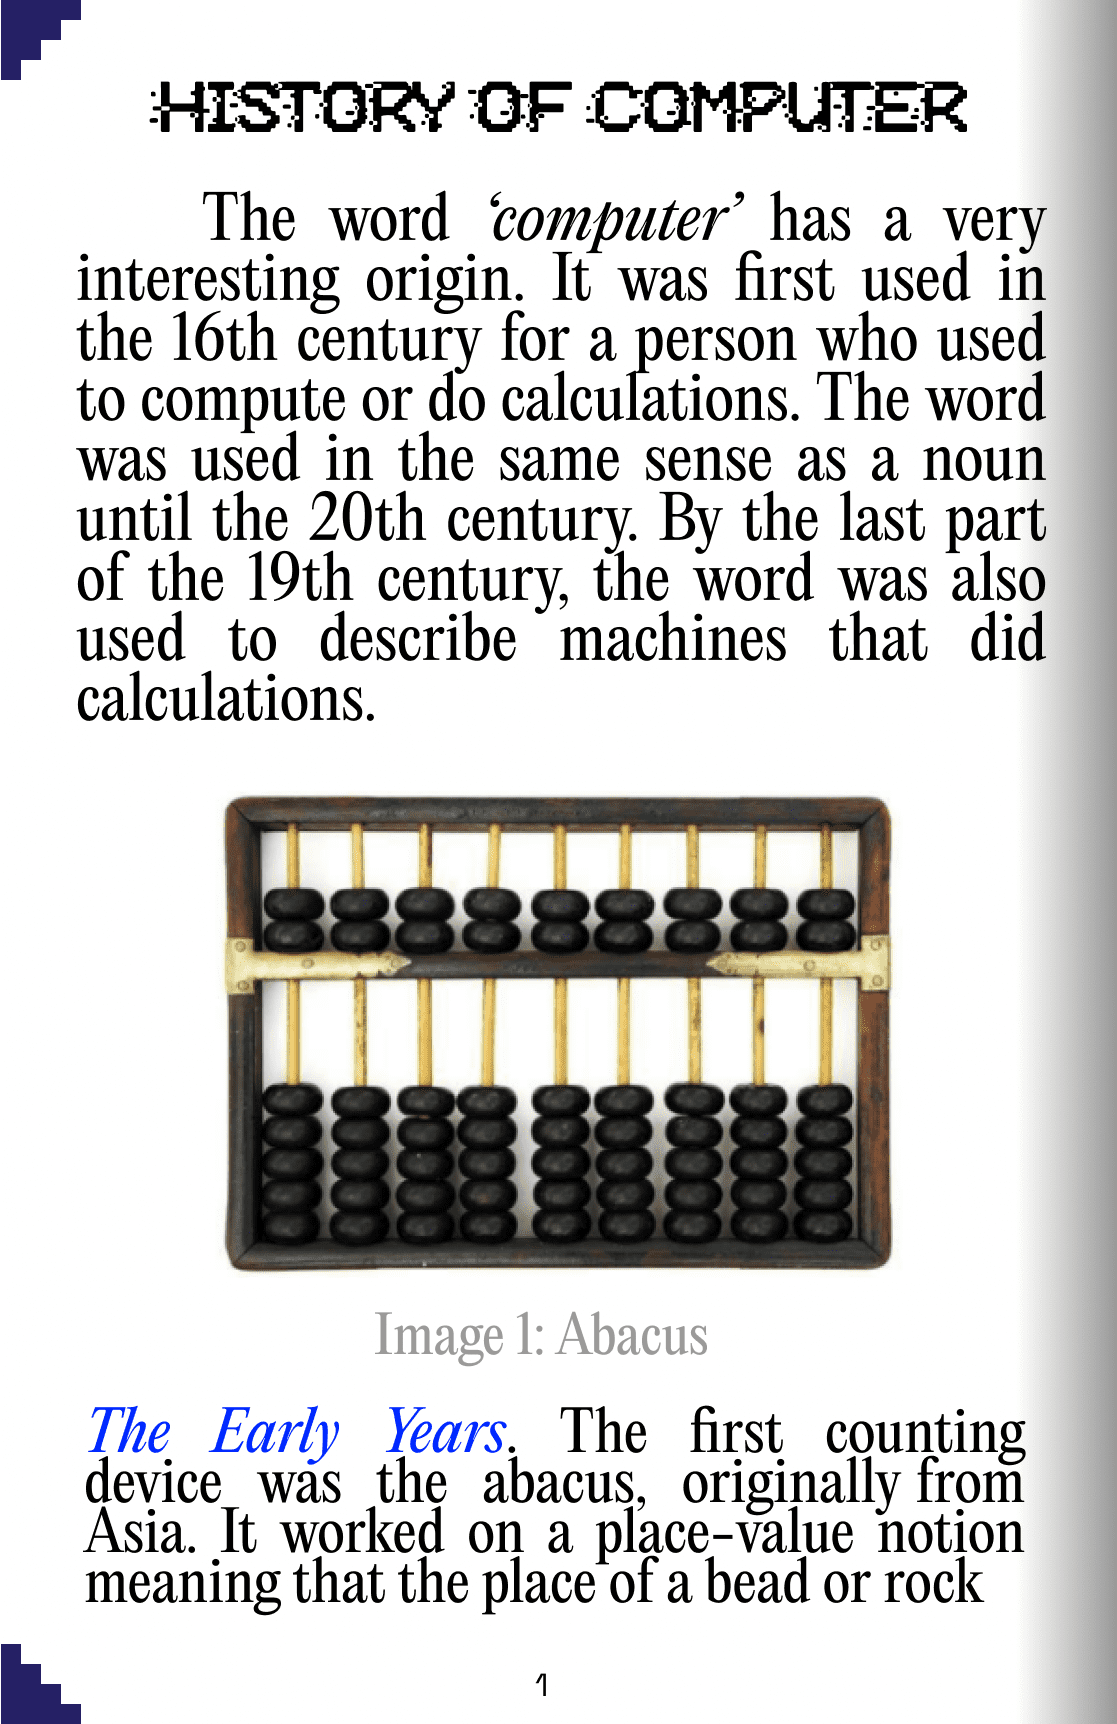 HISTORY OF COMPUTER
The word ‘computer’ has a very
interesting origin. It was first used in
the 16th century for a person who used
to compute or do calculations. The word
was used in the same sense as a noun
until the 20th century. By the last part
of the 19th century, the word was also
used to describe machines that did
calculations.
Image 1: Abacus
The Early Years. The first counting
device was the abacus, originally from
Asia. It worked on a place-value notion
meaning that the place of a bead or rock
1